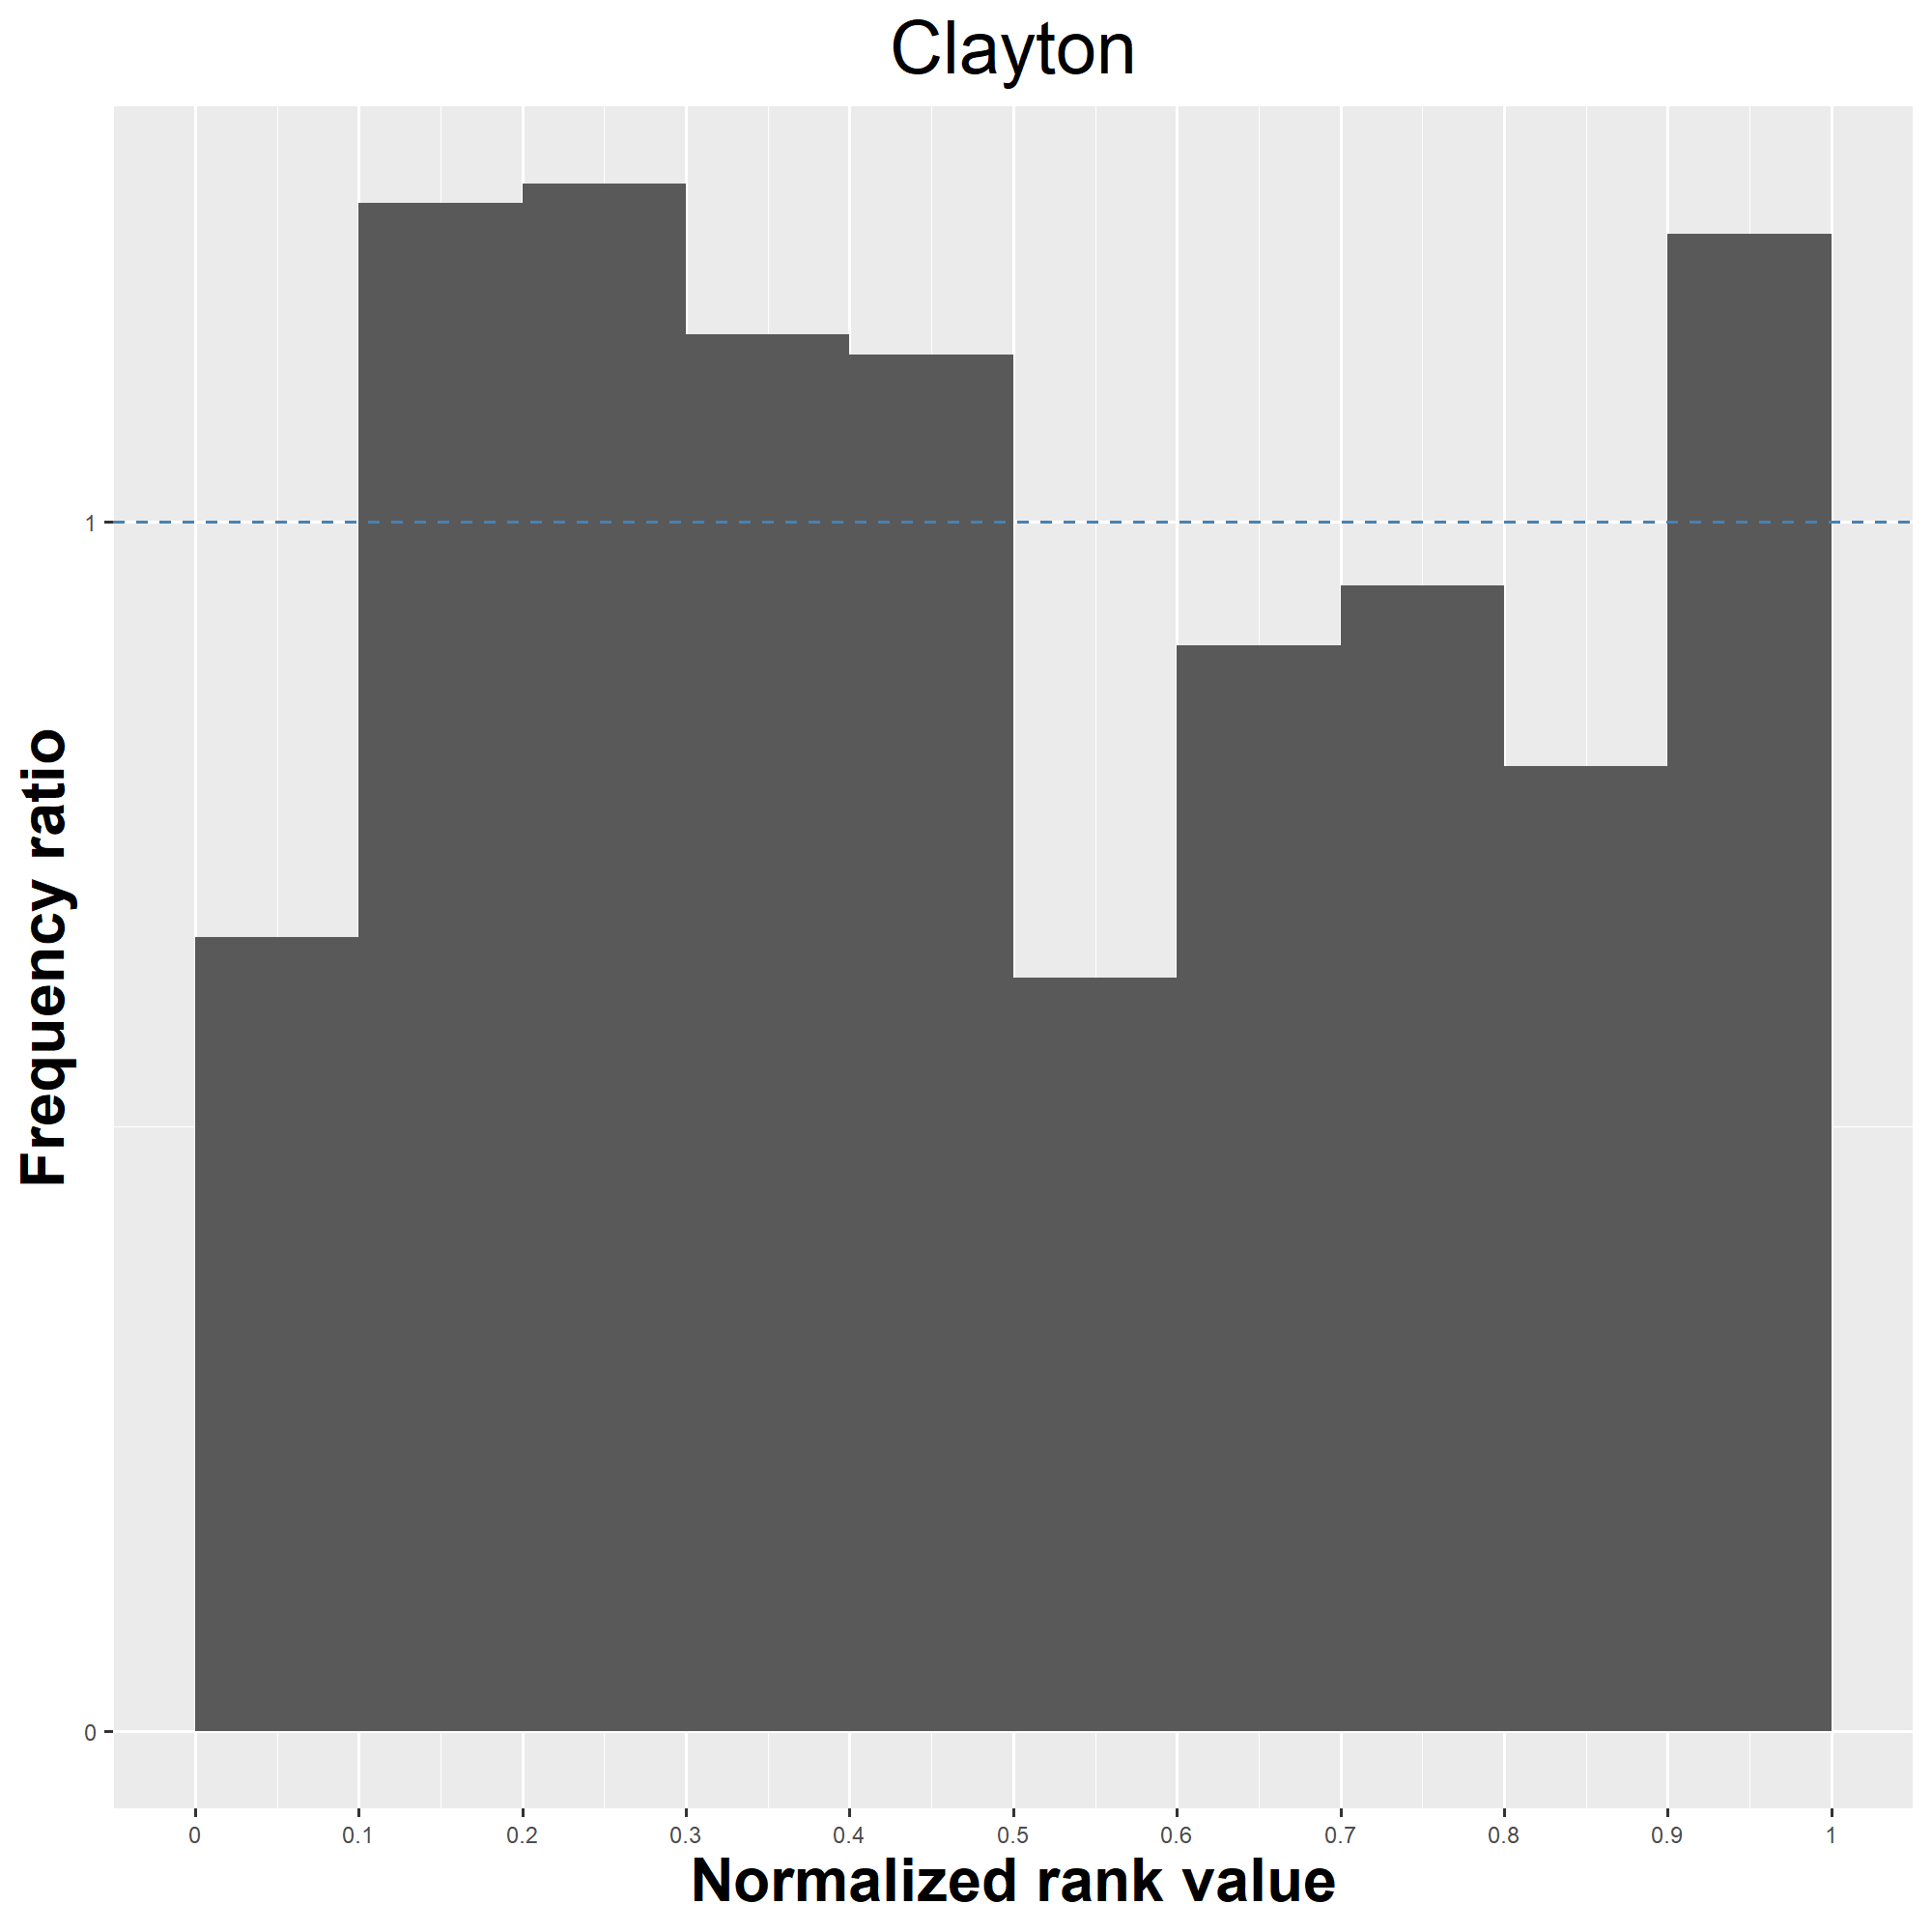 Clayton
Frequency ratio
1
0
0 0.1 0.2 0.3 0.4 0.5 0.6 0.7 0.8 0.9 1
Normalized rank value